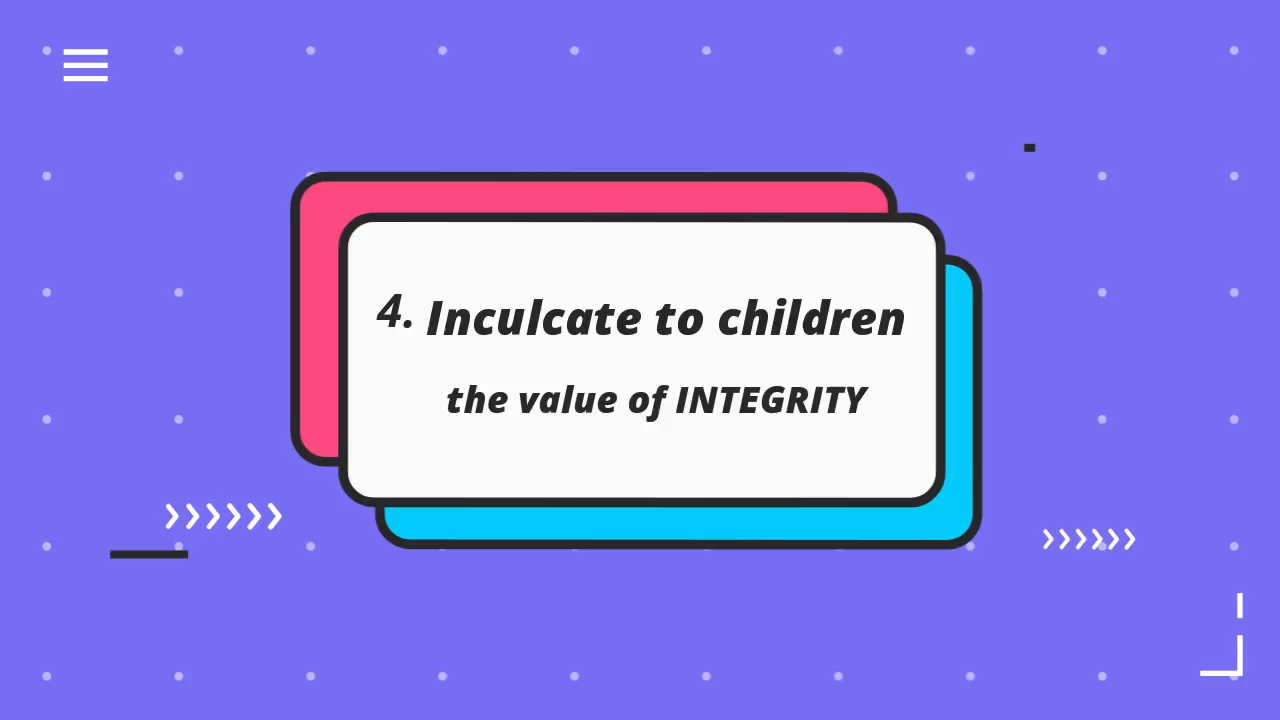 4. Inculcate to children
the value of INTEGRITY